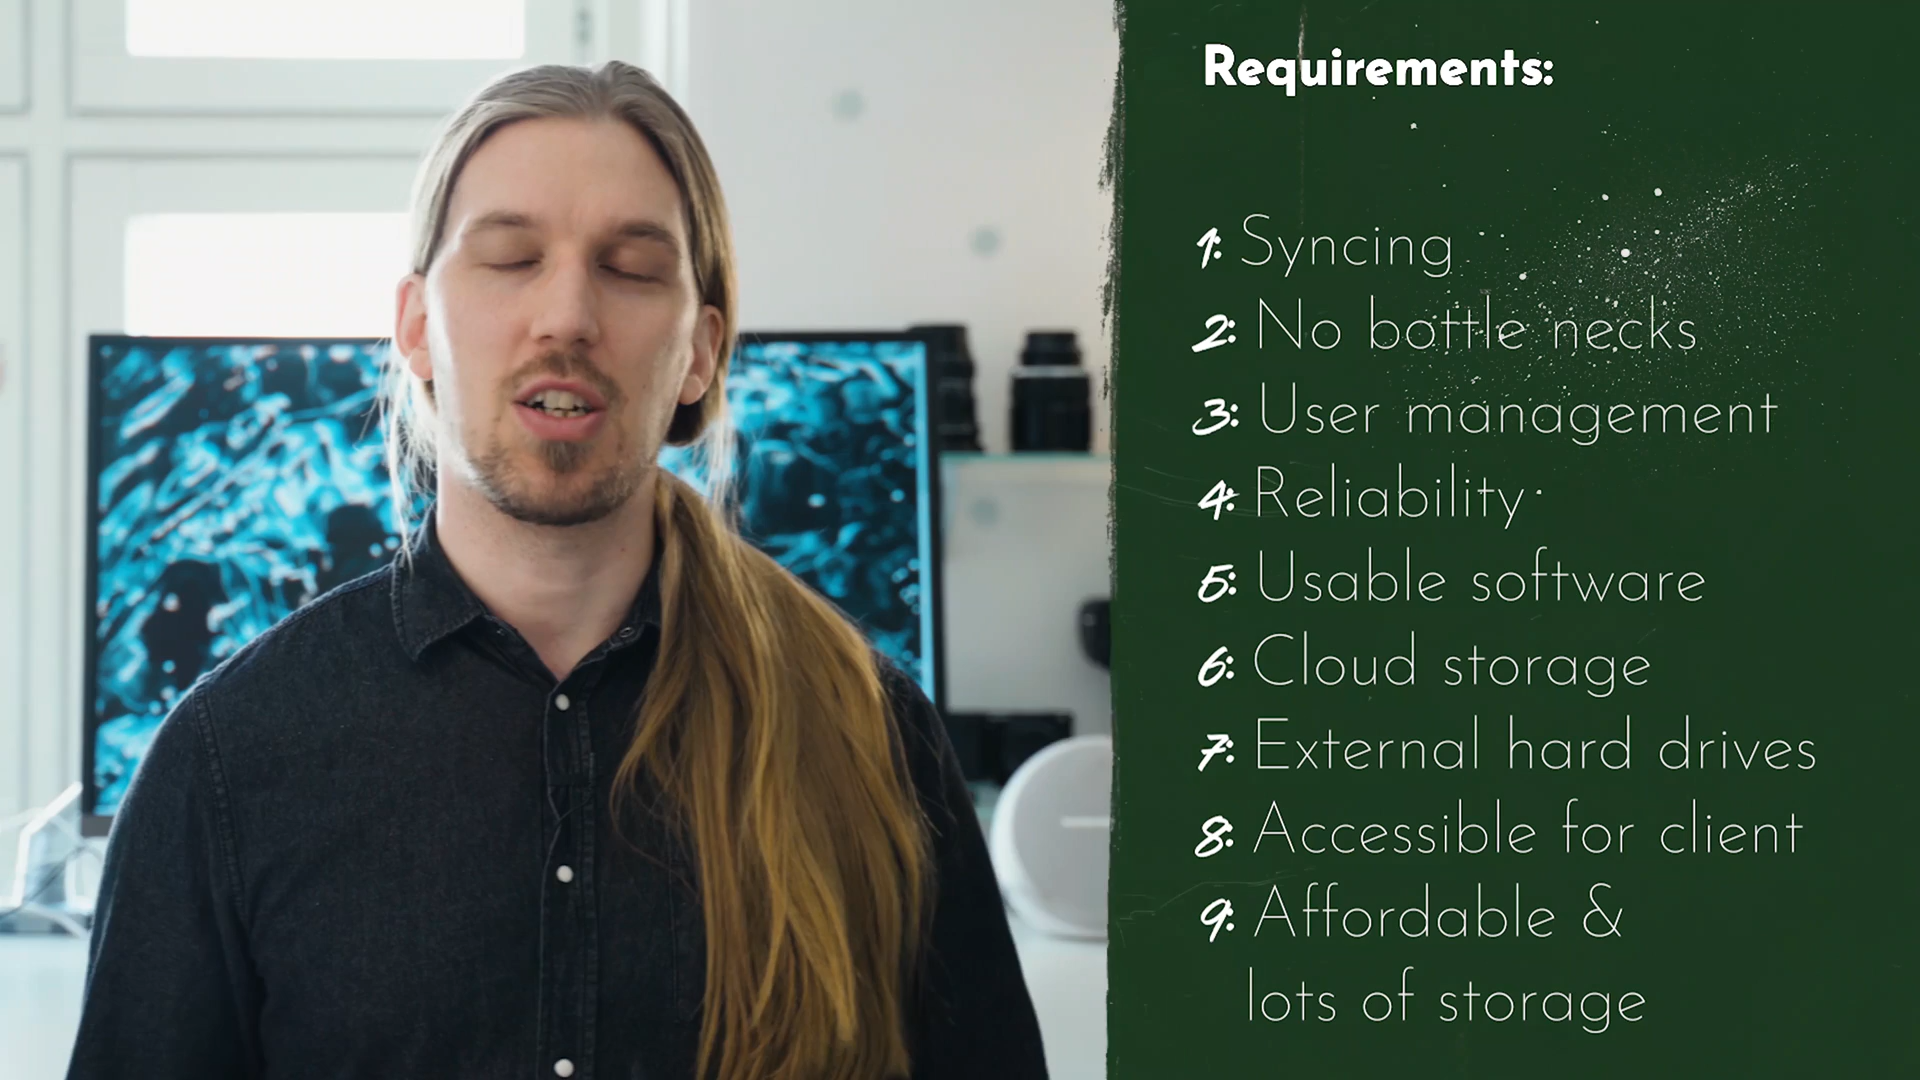 Requirements:
1: Syncing
2: No bottle necks
3: User management
4: Reliability
5: Usable software
6: Cloud storage
7: External hard drives
8: Accessible for client
9: Affordable &
lots of storage